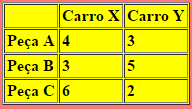 Carro X Carro Y
Peça A 4 3
Peça B 3 5
Peça C 6 2